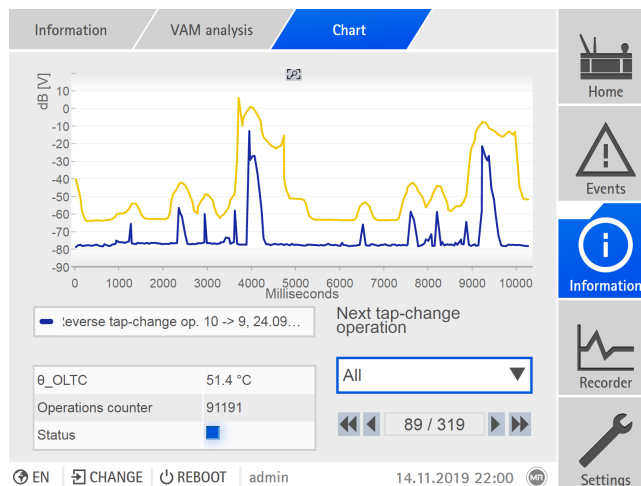 Information
VAM analysis
Chart
dB [V]
10
0
-10
-20
-30
-40
-50
-60
-70
-80
-90
0 1000 2000 3000 4000 5000 6000 7000 8000 9000 10000
Milliseconds
everse tap-change op. 10 -> 9, 24.09...
Next tap-change
operation
All
θ_OLTC 51.4 °C
Operations counter 91191
Status
89 / 319
EN CHANGE REBOOT admin 14.11.2019 22:00 MR
Home
Events
Information
Recorder
Settings